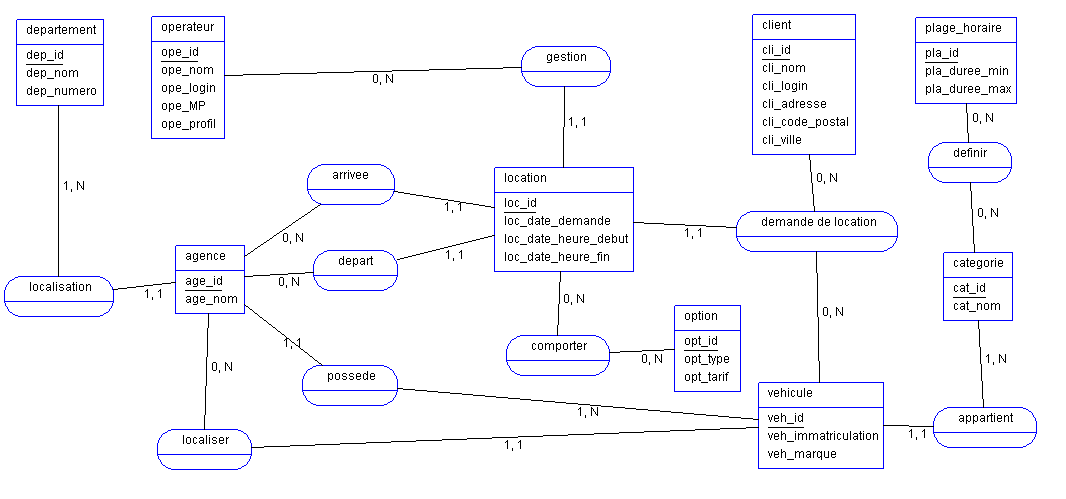 departement
dep_id
dep_nom
dep_numero
operateur
ope_id
ope_nom
ope_login
ope_MP
ope_profil
0, N
gestion
1, 1
client
cli_id
cli_nom
cli_login
cli_adresse
cli_code_postal
cli_ville
0, N
plage_horaire
pla_id
pla_duree_min
pla_duree_max
0, N
definir
0, N
1, N
arrivee
1, 1
0, N
location
loc_id
loc_date_demande
loc_date_heure_debut
loc_date_heure_fin
1, 1
demande de location
0, N
agence
age_id
age_nom
depart
1, 1
0, N
localisation
1, 1
categorie
cat_id
cat_nom
1, N
0, N
comporter
0, N
option
opt_id
opt_type
opt_tarif
1, 1
possede
1, N
0, N
localiser
1, 1
vehicule
veh_id
veh_immatriculation
veh_marque
1, 1
appartient